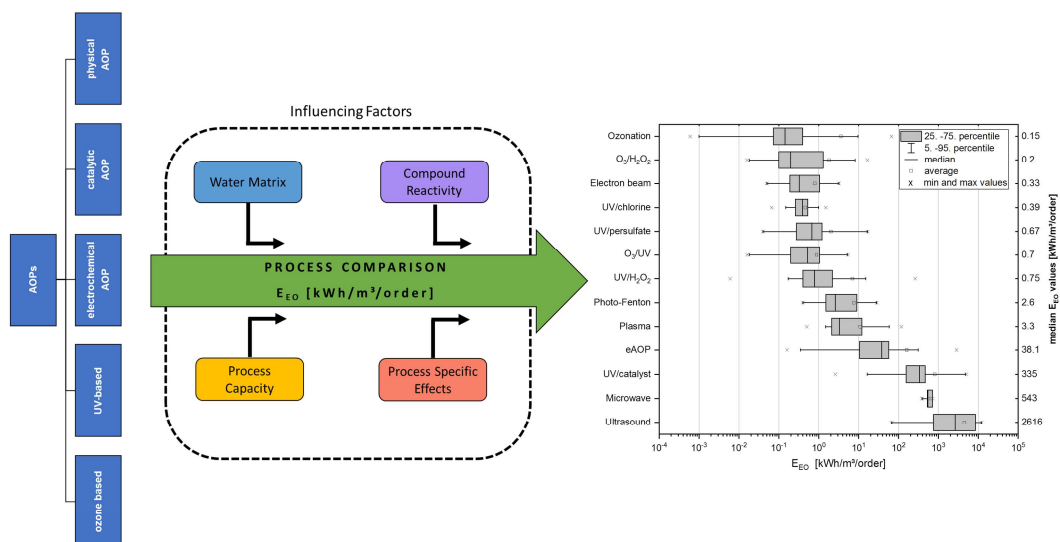 AOPs
physical
AOP
catalytic
AOP
electrochemical
AOP
UV-based
ozone based
Influencing Factors
Water Matrix
Compound
Reactivity
PROCESS COMPARISON
E_EO [kWh/m³/order]
Process
Capacity
Process Specific
Effects
Ozonation
O₃/H₂O₂
Electron beam
UV/chlorine
UV/persulfate
O₃/UV
UV/H₂O₂
Photo-Fenton
Plasma
eAOP
UV/catalyst
Microwave
Ultrasound
25. -75. percentile
5. -95. percentile
median
average
min and max values
0.15
0.2
0.33
0.39
0.67
0.7
0.75
2.6
3.3
38.1
335
543
2616
median E_EO values [kWh/m³/order]
10⁻⁴ 10⁻³ 10⁻² 10⁻¹ 10⁰ 10¹ 10² 10³ 10⁴ 10⁵
E_EO [kWh/m³/order]